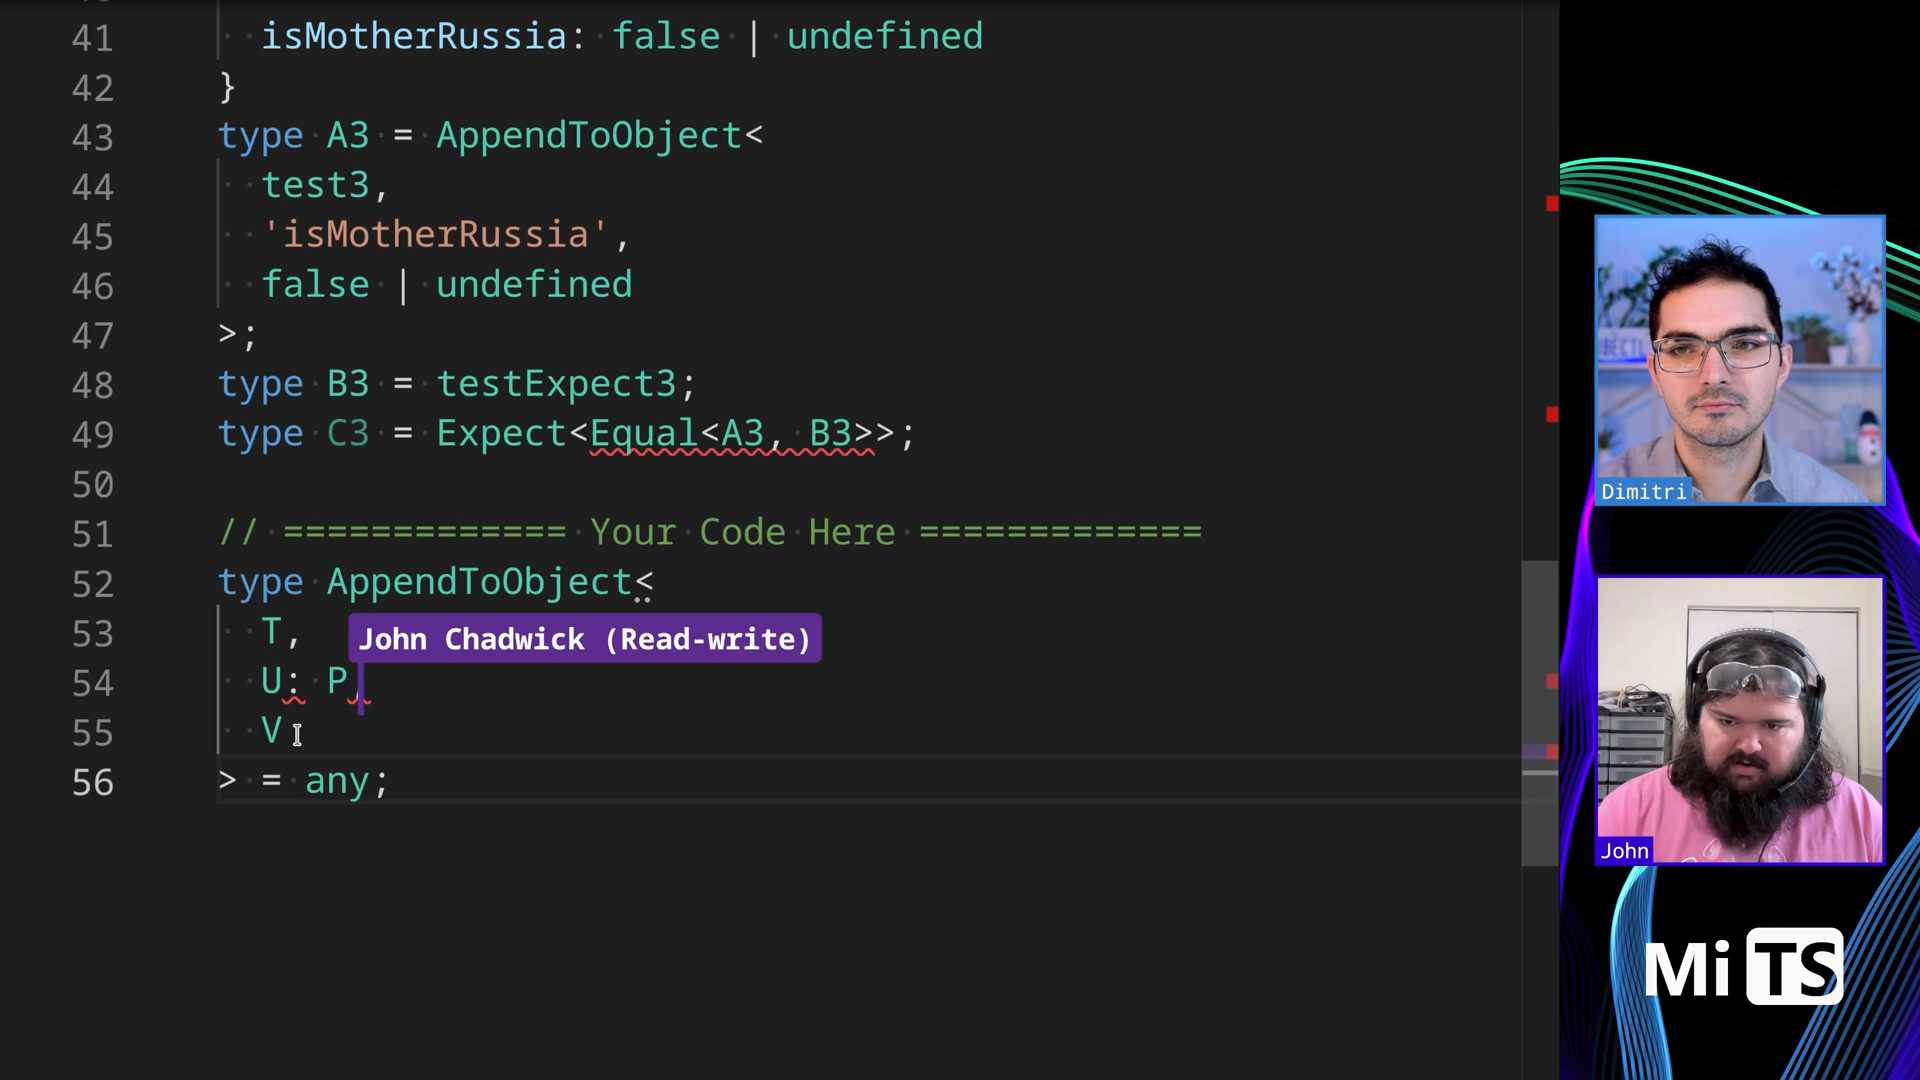 41 isMotherRussia: false | undefined
42 }
43 type A3 = AppendToObject<
44 test3,
45 'isMotherRussia',
46 false | undefined
47 >;
48 type B3 = testExpect3;
49 type C3 = Expect<Equal<A3, B3>>;
50
51 // ============= Your Code Here =============
52 type AppendToObject<
53 T,
John Chadwick (Read-write)
54 U: P,
55 V
56 > = any;
Dimitri
John
MiTS